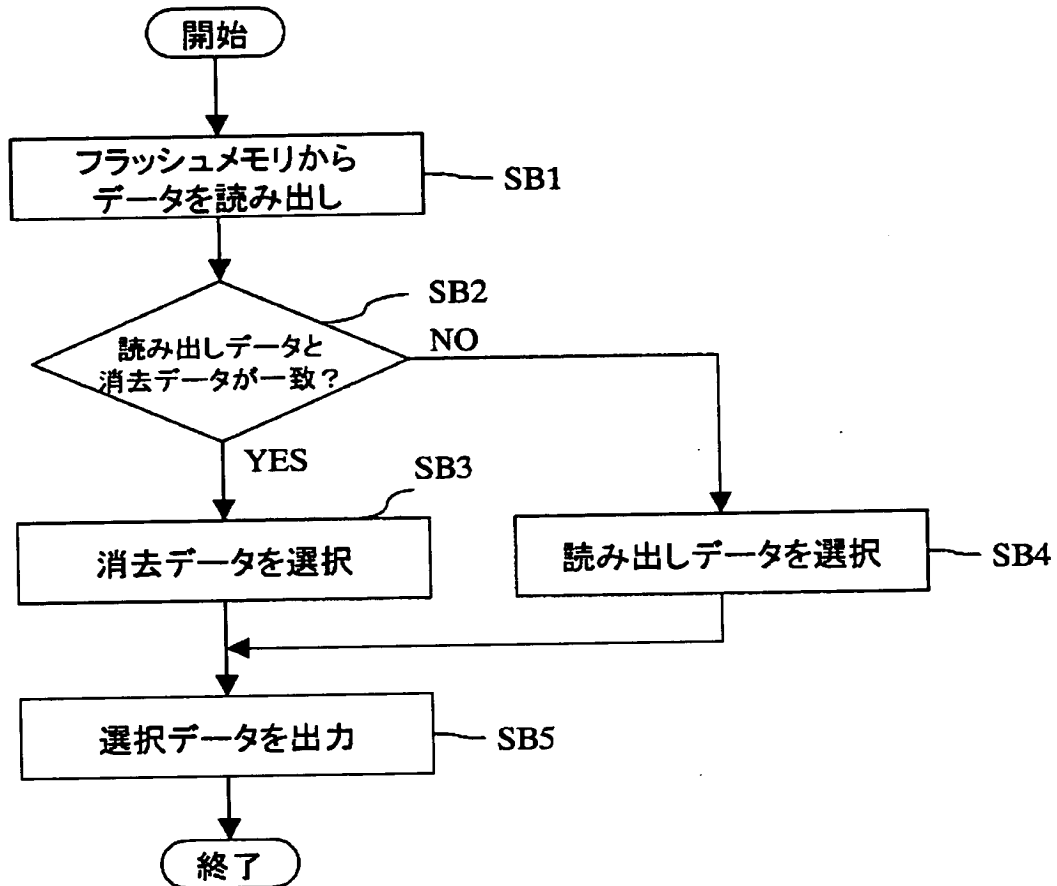 開始
フラッシュメモリから
データを読み出し
SB1
SB2
読み出しデータと
消去データが一致？
NO
YES
SB3
消去データを選択
読み出しデータを選択
SB4
選択データを出力
SB5
終了